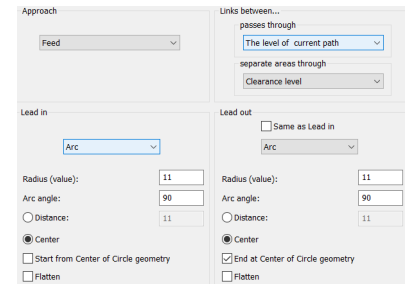 Approach
Feed
Links between...
passes through
The level of current path
separate areas through
Clearance level
Lead in
Arc
Radius (value): 11
Arc angle: 90
Distance: 11
Center
Start from Center of Circle geometry
Flatten
Lead out
Same as Lead in
Arc
Radius (value): 11
Arc angle: 90
Distance: 11
Center
End at Center of Circle geometry
Flatten